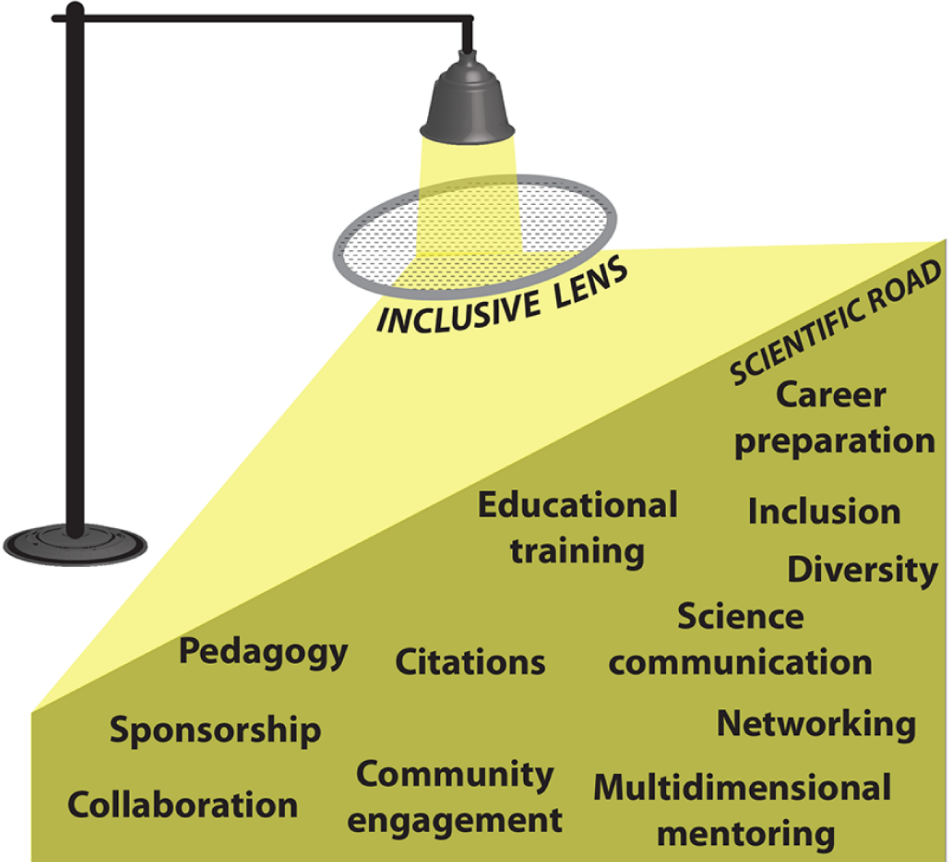 INCLUSIVE LENS
SCIENTIFIC ROAD
Career
preparation
Educational
training
Inclusion
Diversity
Science
communication
Pedagogy
Citations
Sponsorship
Networking
Community
engagement
Collaboration
Multidimensional
mentoring